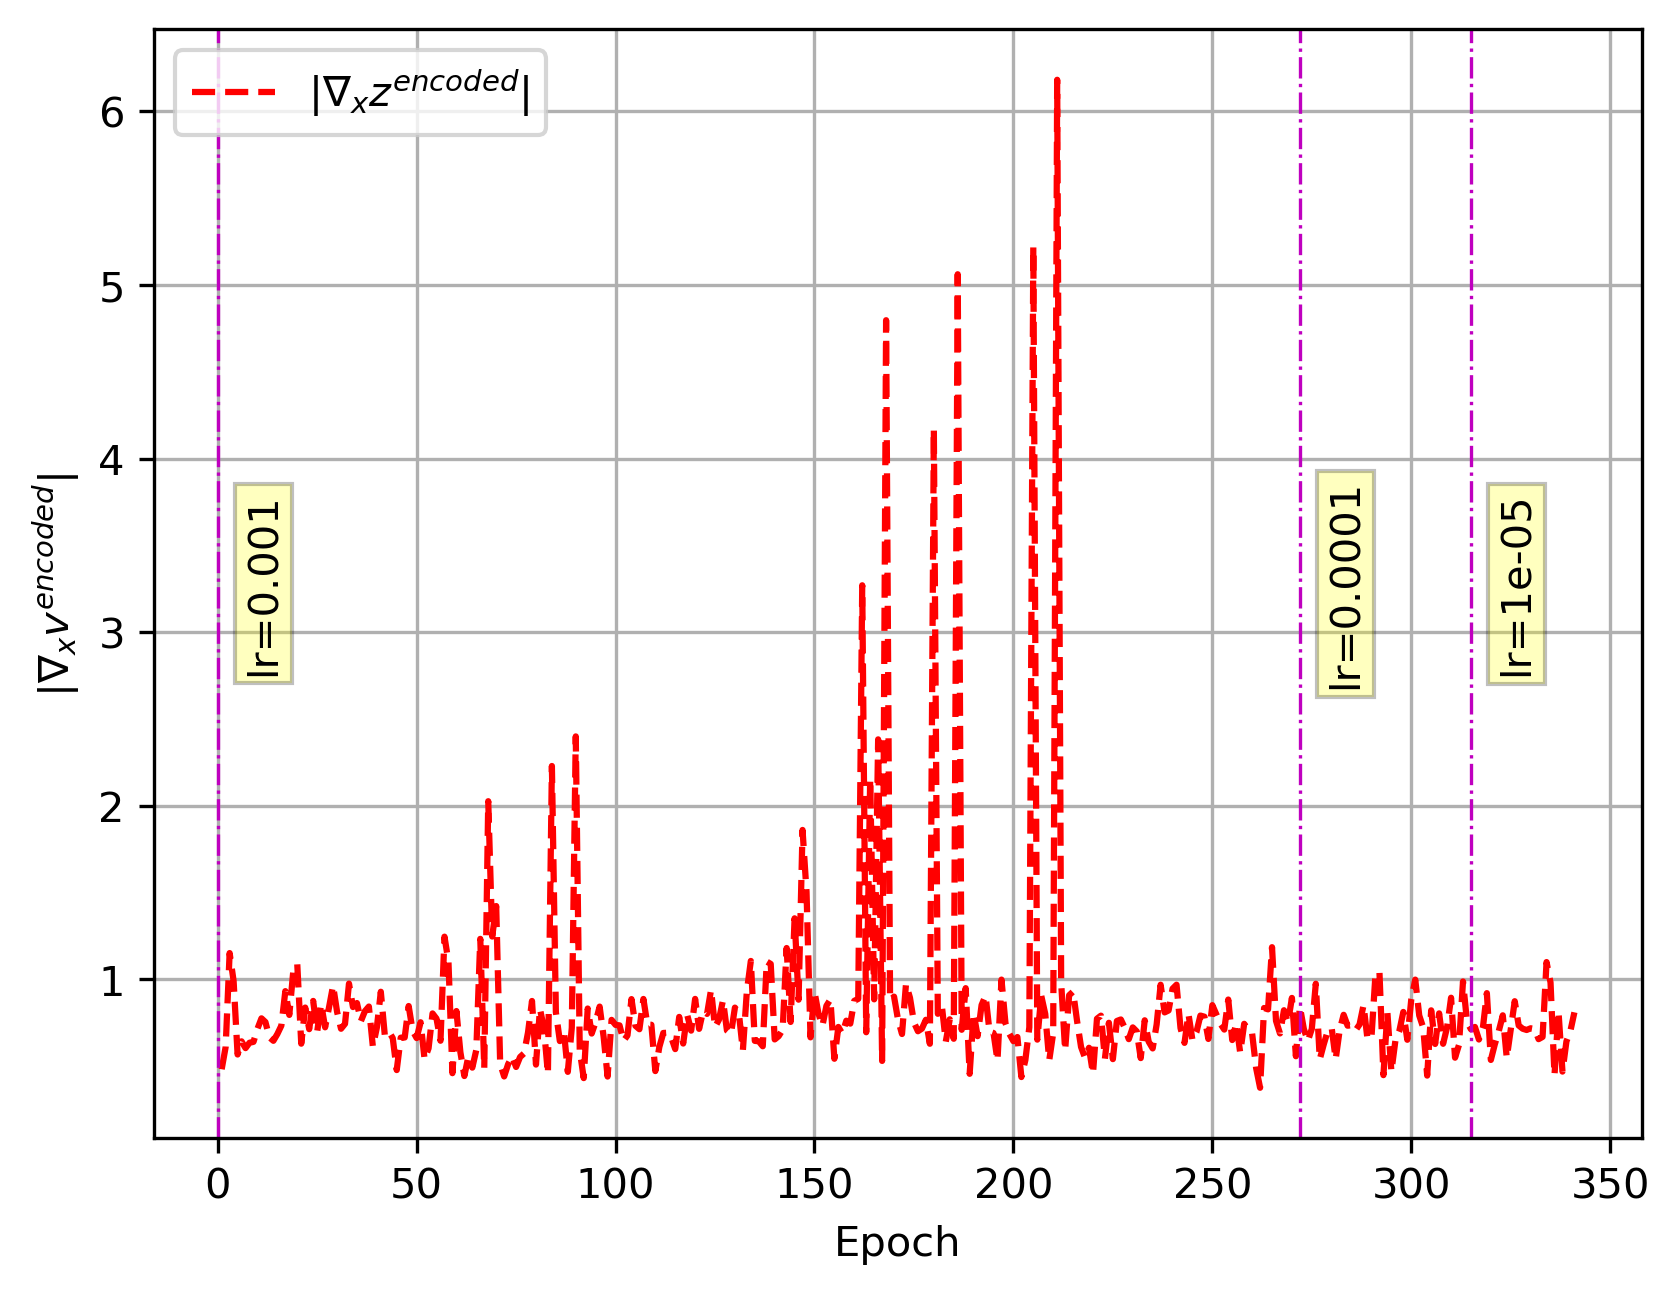 |∇ₓz^{encoded}|
|∇ₓv^{encoded}|
6
5
4
3
2
1
lr=0.001
lr=0.0001
lr=1e-05
0 50 100 150 200 250 300 350
Epoch